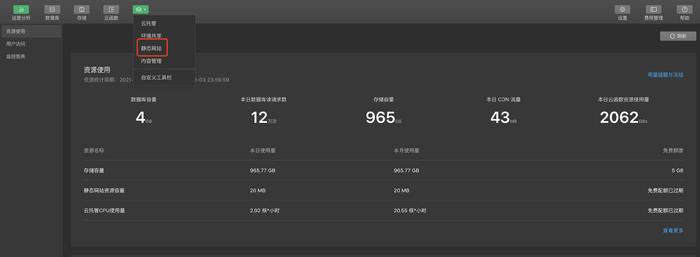 运营分析 数据库 存储 云函数 设置 费用管理 帮助
云托管
环境共享
静态网站
内容管理
自定义工具栏
资源使用
用户访问
监控图表
刷新
资源使用
资源统计周期: 2021- -03 23:59:59
用量提醒与冻结
数据库容量 本日数据库读请求数 存储容量 本日 CDN 流量 本日云函数资源使用量
4 GB 12 万次 965 GB 43 MB 2062 GBs
资源名称 本日使用量 本月使用量 免费额度
存储容量 965.77 GB 965.77 GB 5 GB
静态网站资源容量 20 MB 20 MB 免费配额已过期
云托管CPU使用量 2.92 核*小时 20.55 核*小时 免费配额已过期
查看更多